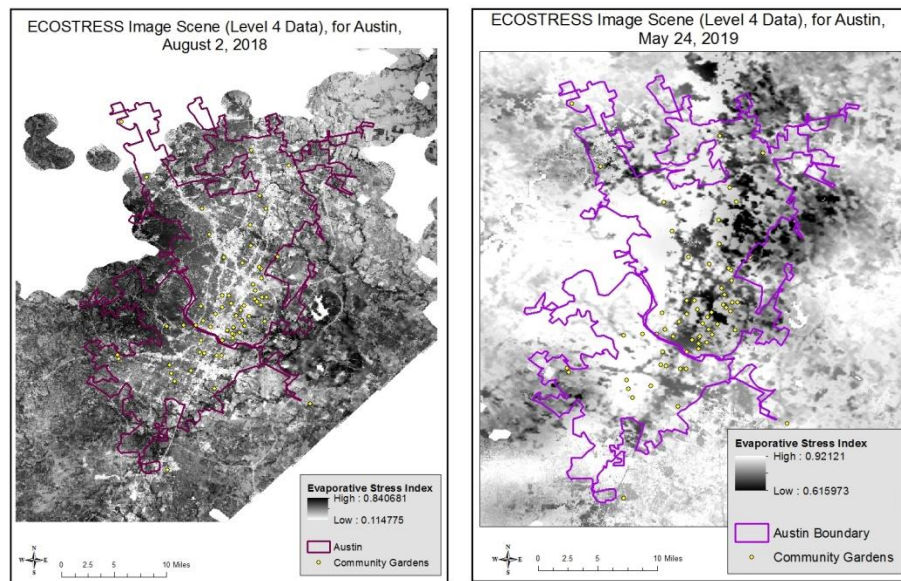 ECOSTRESS Image Scene (Level 4 Data), for Austin,
August 2, 2018
Evaporative Stress Index
High : 0.840681
Low : 0.114775
Austin
Community Gardens
N
W E
S
0 2.5 5 10 Miles
ECOSTRESS Image Scene (Level 4 Data), for Austin,
May 24, 2019
Evaporative Stress Index
High : 0.92121
Low : 0.615973
Austin Boundary
Community Gardens
N
W E
S
0 2.5 5 10 Miles